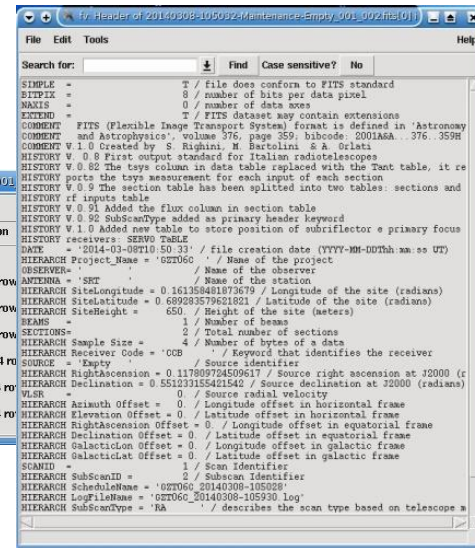 fv: Header of 20140308-105032-Maintenance-Empty_001_002.fits[0]
File Edit Tools Help
Search for: Find Case sensitive? No
SIMPLE = T / file does conform to FITS standard
BITPIX = 8 / number of bits per data pixel
NAXIS = 0 / number of data axes
EXTEND = T / FITS dataset may contain extensions
COMMENT FITS (Flexible Image Transport System) format is defined in 'Astronomy
COMMENT and Astrophysics', volume 376, page 359; bibcode: 2001A&A...376..359H
HISTORY V.1.0 Created by S. Righini, M. Bartolini & A. Orlati
HISTORY V. 0.8 First output standard for Italian radiotelescopes
HISTORY V.0.82 The tsys column in data table raplaced with the Tant table, it re
HISTORY ports the tsys measurement for each input of each section
HISTORY V.0.9 The section table has been splitted into two tables: sections and
HISTORY rf inputs table
HISTORY V.0.91 Added the flux column in section table
HISTORY V.0.92 SubScanType added as primary header keyword
HISTORY V.1.0 Added new table to store position of subriflector e primary focus
HISTORY receivers: SERVO TaBLE
DATE = '2014-03-08T10:50:33' / file creation date (YYYY-MM-DDThh:mm:ss UT)
HIERARCH Project_Name = 'GZT06C ' / Name of the project
OBSERVER= ' ' / Name of the observer
ANTENNA = 'SRT ' / Name of the station
HIERARCH SiteLongitude = 0.161358481873679 / Longitude of the site (radians)
HIERARCH SiteLatitude = 0.689283579621821 / Latitude of the site (radians)
HIERARCH SiteHeight = 650. / Height of the site (meters)
BEAMS = 1 / Number of beams
SECTIONS= 2 / Total number of sections
HIERARCH Sample Size = 4 / Number of bytes of a data
HIERARCH Receiver Code = 'CCB ' / Keyword that identifies the receiver
SOURCE = 'Empty ' / Source identifier
HIERARCH RightAscension = 0.117809724509617 / Source right ascension at J2000 (r
HIERARCH Declination = 0.551233155421542 / Source declination at J2000 (radians)
VLSR = 0. / Source radial velocity
HIERARCH Azimuth Offset = 0. / Longitude offset in horizontal frame
HIERARCH Elevation Offset = 0. / Latitude offset in horizontal frame
HIERARCH RightAscension Offset = 0. / Longitude offset in equatorial frame
HIERARCH Declination Offset = 0. / Latitude offset in equatorial frame
HIERARCH GalacticLon Offset = 0. / Longitude offset in galactic frame
HIERARCH GalacticLat Offset = 0. / Latitude offset in galactic frame
SCANID = 1 / Scan Identifier
HIERARCH SubScanID = 2 / Subscan Identifier
HIERARCH ScheduleName = 'GZT06C_20140308-105028'
HIERARCH LogFileName = 'GZT06C_20140308-105930.log'
HIERARCH SubScanType = 'RA ' / describes the scan type based on telescope m